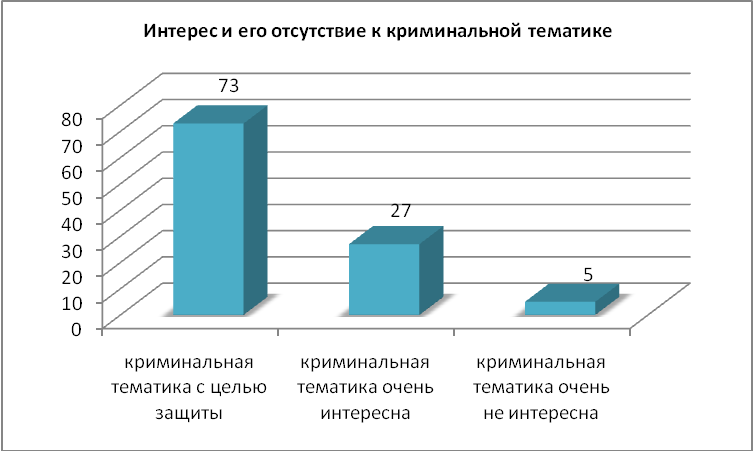 Интерес и его отсутствие к криминальной тематике
73
27
5
80
70
60
50
40
30
20
10
0
криминальная
тематика с целью
защиты
криминальная
тематика очень
интересна
криминальная
тематика очень
не интересна